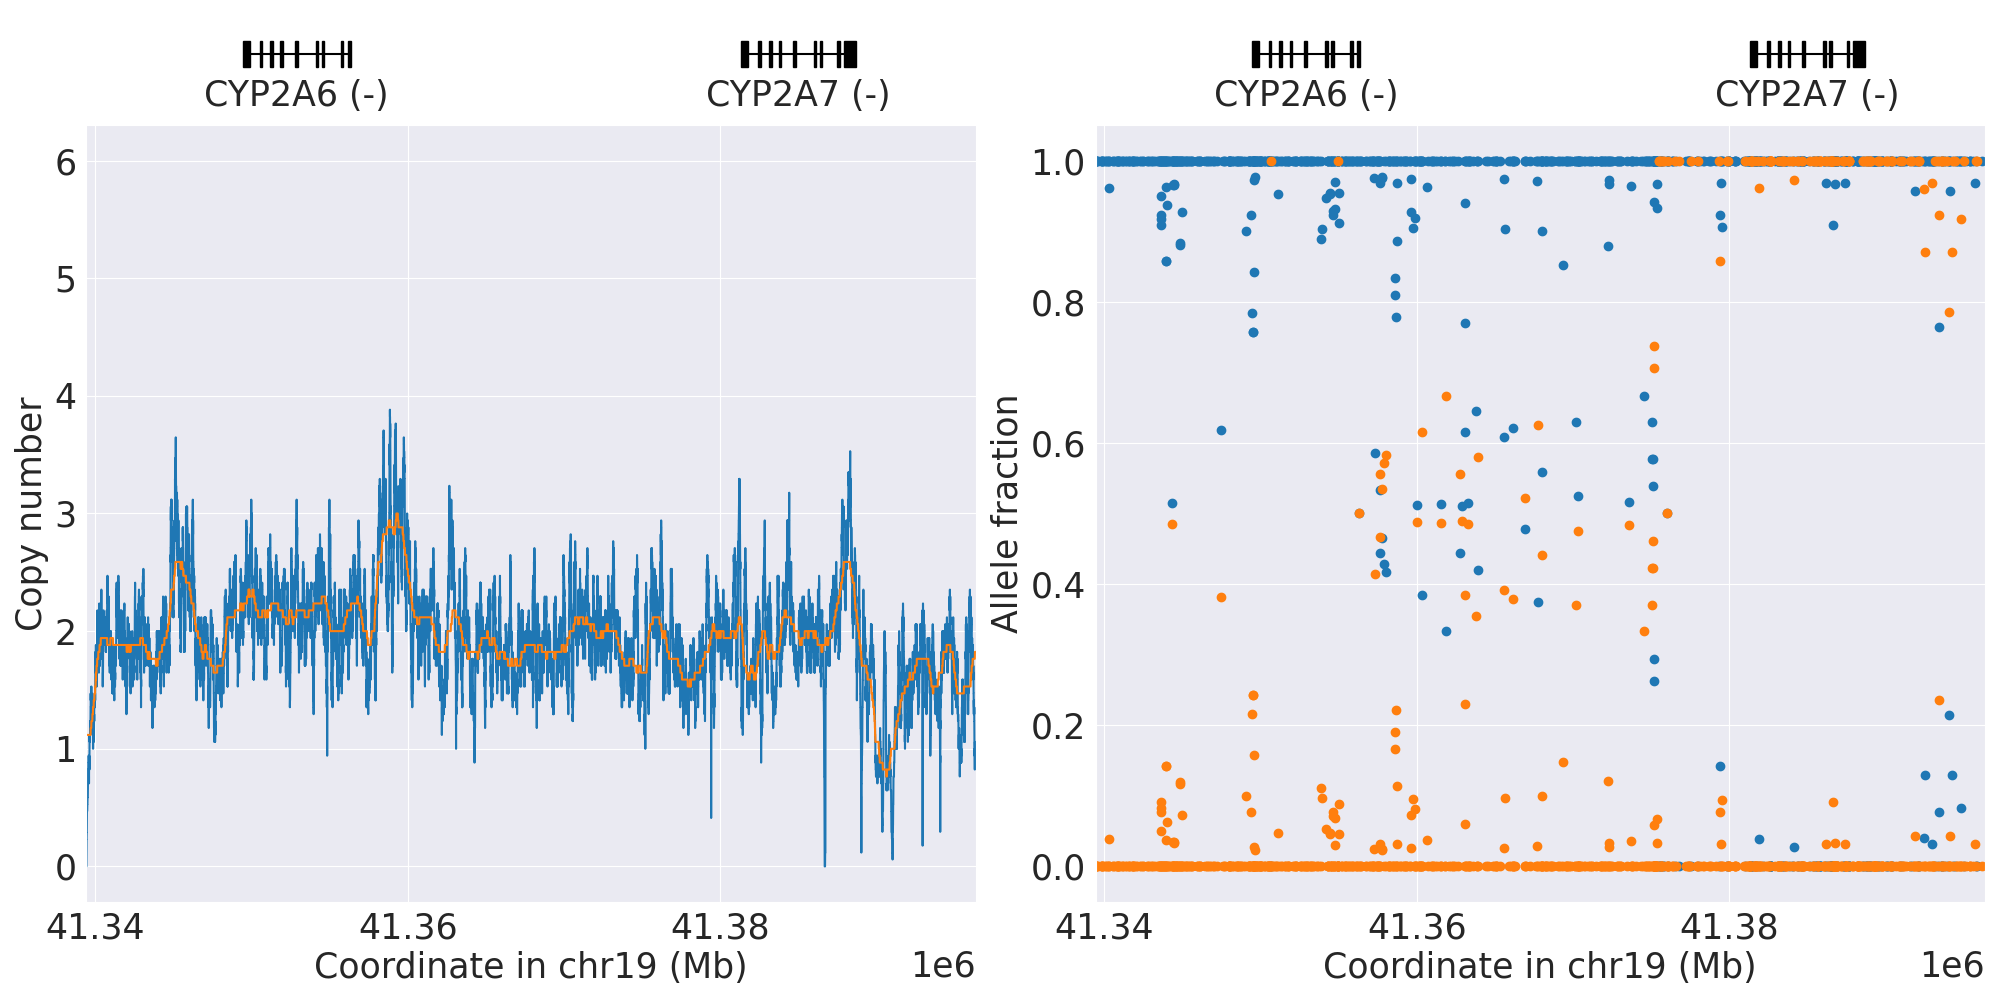 CYP2A6 (-)
CYP2A7 (-)
CYP2A6 (-)
CYP2A7 (-)
6
5
4
3
2
1
0
Copy number
41.34
41.36
41.38
Coordinate in chr19 (Mb)
1e6
1.0
0.8
0.6
0.4
0.2
0.0
Allele fraction
41.34
41.36
41.38
Coordinate in chr19 (Mb)
1e6